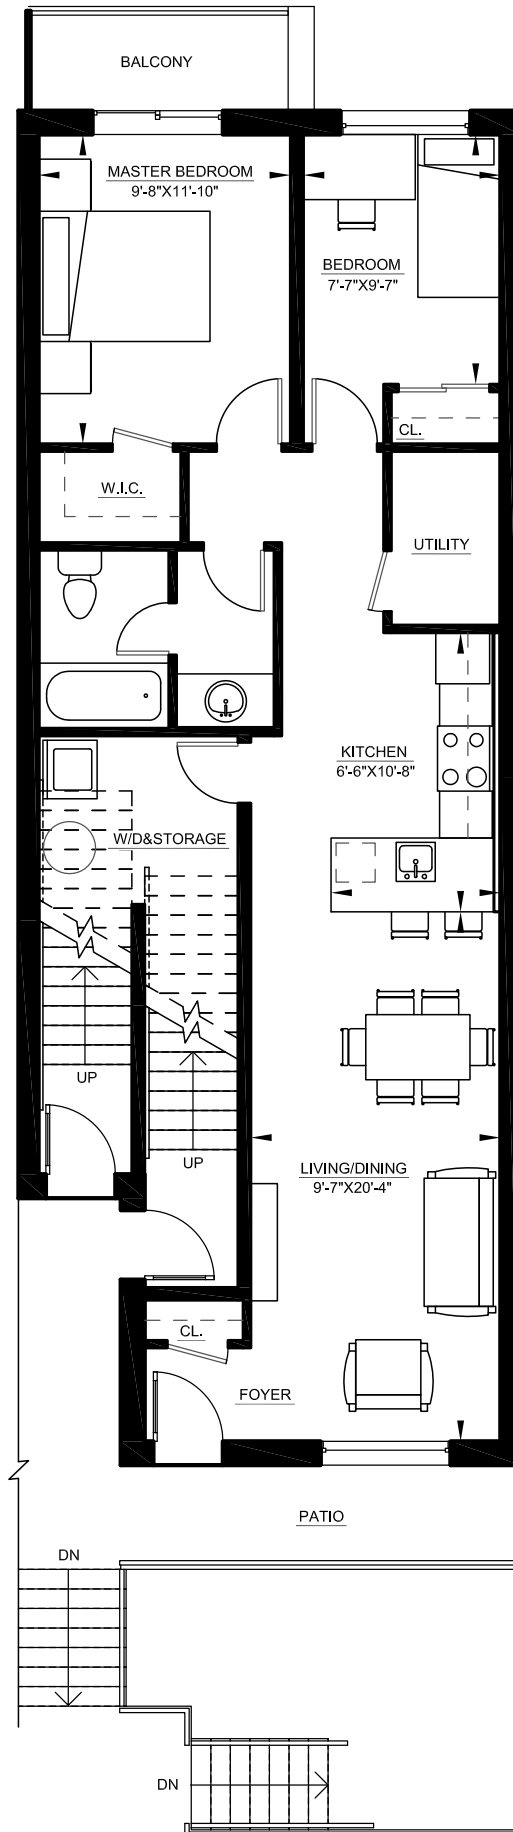 BALCONY
MASTER BEDROOM
9'-8"X11'-10"
BEDROOM
7'-7"X9'-7"
CL.
W.I.C.
UTILITY
KITCHEN
6'-6"X10'-8"
W/D&STORAGE
UP
UP
LIVING/DINING
9'-7"X20'-4"
CL.
FOYER
PATIO
DN
DN